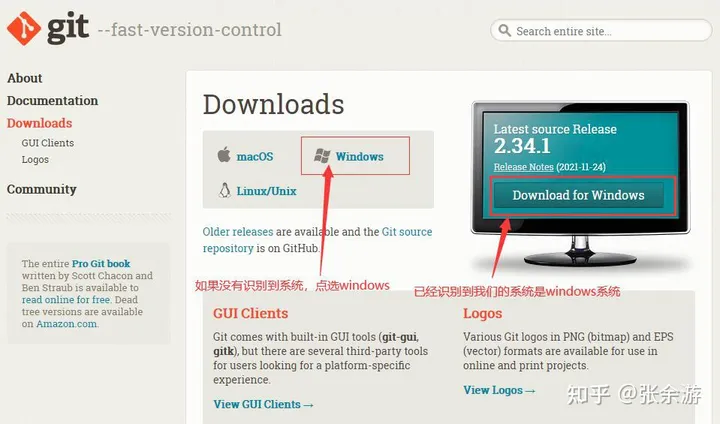 git --fast-version-control
Search entire site...
About
Documentation
Downloads
GUI Clients
Logos
Community
The entire Pro Git book
written by Scott Chacon and
Ben Straub is available to
read online for free. Dead
tree versions are available
on Amazon.com.
Downloads
macOS
Windows
Linux/Unix
Older releases are available and the Git source
repository is on GitHub.
Latest source Release
2.34.1
Release Notes (2021-11-24)
Download for Windows
如果没有识别到系统，点选windows
已经识别到我们的系统是windows系统
GUI Clients
Git comes with built-in GUI tools (git-gui,
gitk), but there are several third-party tools
for users looking for a platform-specific
experience.
View GUI Clients →
Logos
Various Git logos in PNG (bitmap) and EPS
(vector) formats are available for use in
online and print projects.
View Logos →
知乎 @张余游